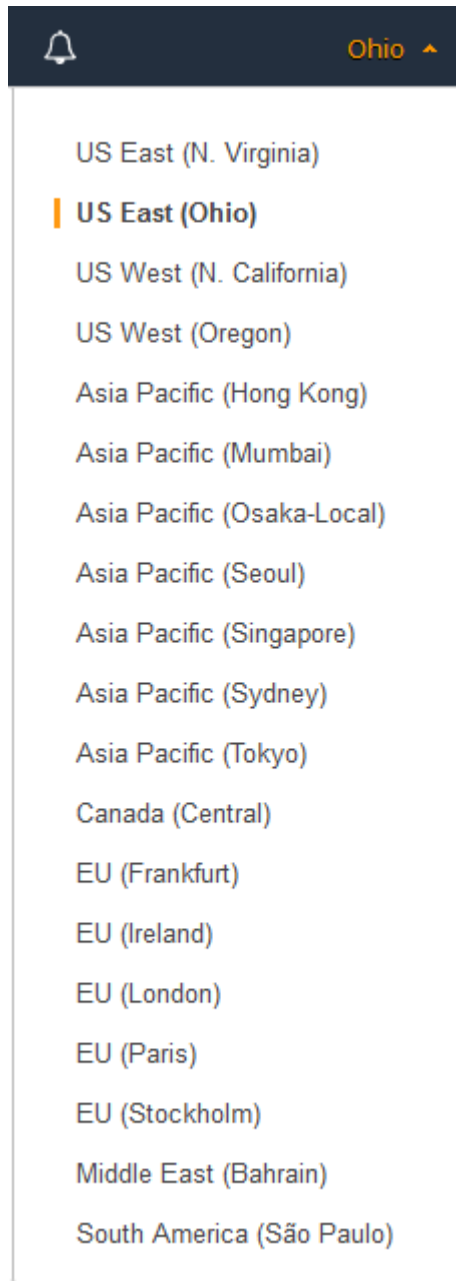 Ohio
US East (N. Virginia)
US East (Ohio)
US West (N. California)
US West (Oregon)
Asia Pacific (Hong Kong)
Asia Pacific (Mumbai)
Asia Pacific (Osaka-Local)
Asia Pacific (Seoul)
Asia Pacific (Singapore)
Asia Pacific (Sydney)
Asia Pacific (Tokyo)
Canada (Central)
EU (Frankfurt)
EU (Ireland)
EU (London)
EU (Paris)
EU (Stockholm)
Middle East (Bahrain)
South America (São Paulo)